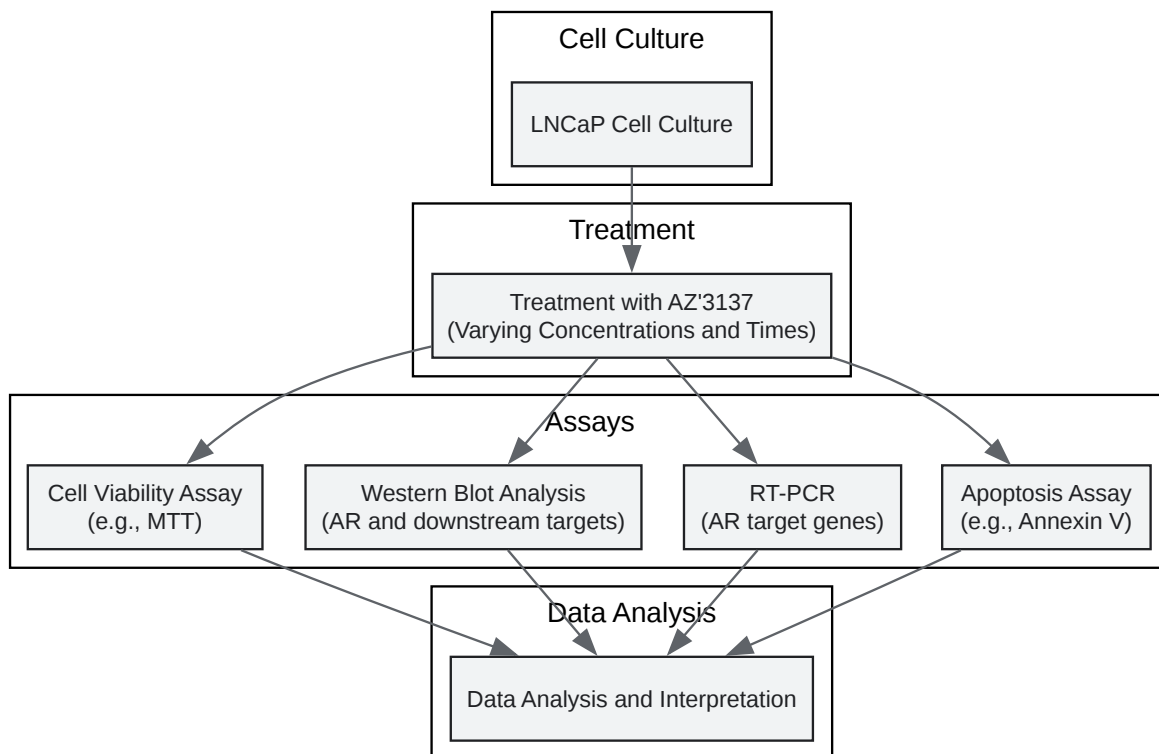 Cell Culture
LNCaP Cell Culture
Treatment
Treatment with AZ'3137
(Varying Concentrations and Times)
Assays
Cell Viability Assay
(e.g., MTT)
Western Blot Analysis
(AR and downstream targets)
RT-PCR
(AR target genes)
Apoptosis Assay
(e.g., Annexin V)
Data Analysis
Data Analysis and Interpretation